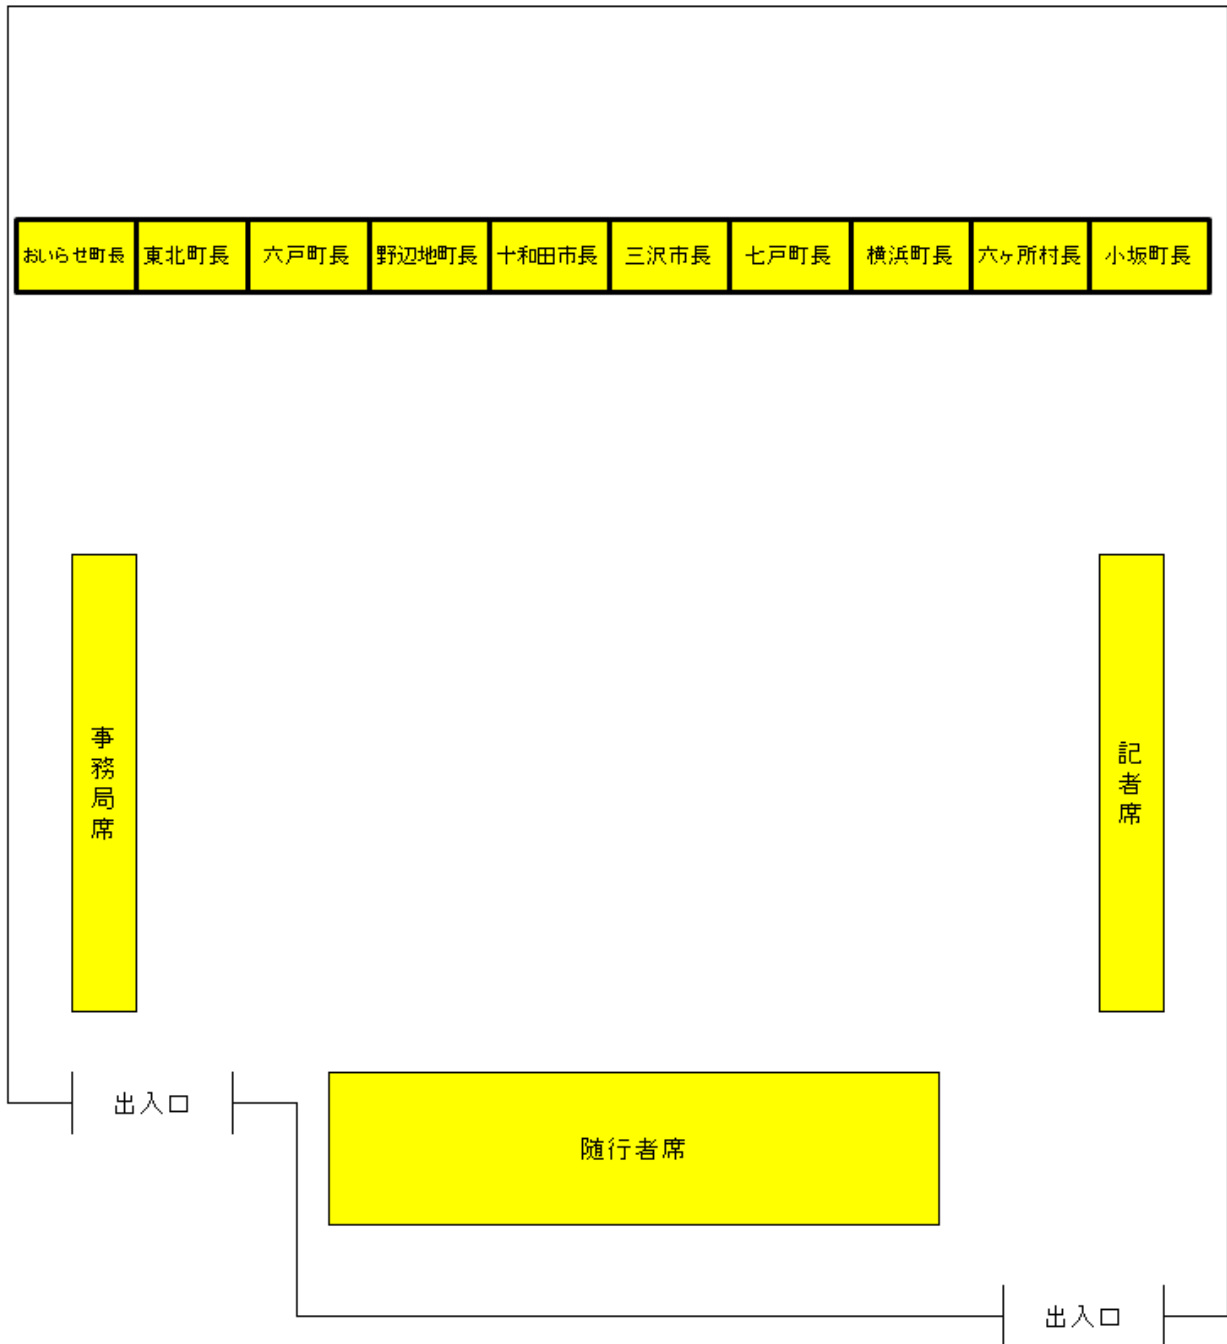 おいらせ町長 東北町長 六戸町長 野辺地町長 十和田市長 三沢市長 七戸町長 横浜町長 六ヶ所村長 小坂町長
事務局席
記者席
出入口
随行者席
出入口